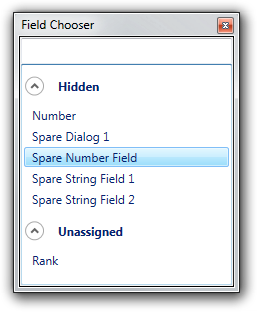 Field Chooser
Hidden
Number
Spare Dialog 1
Spare Number Field
Spare String Field 1
Spare String Field 2
Unassigned
Rank